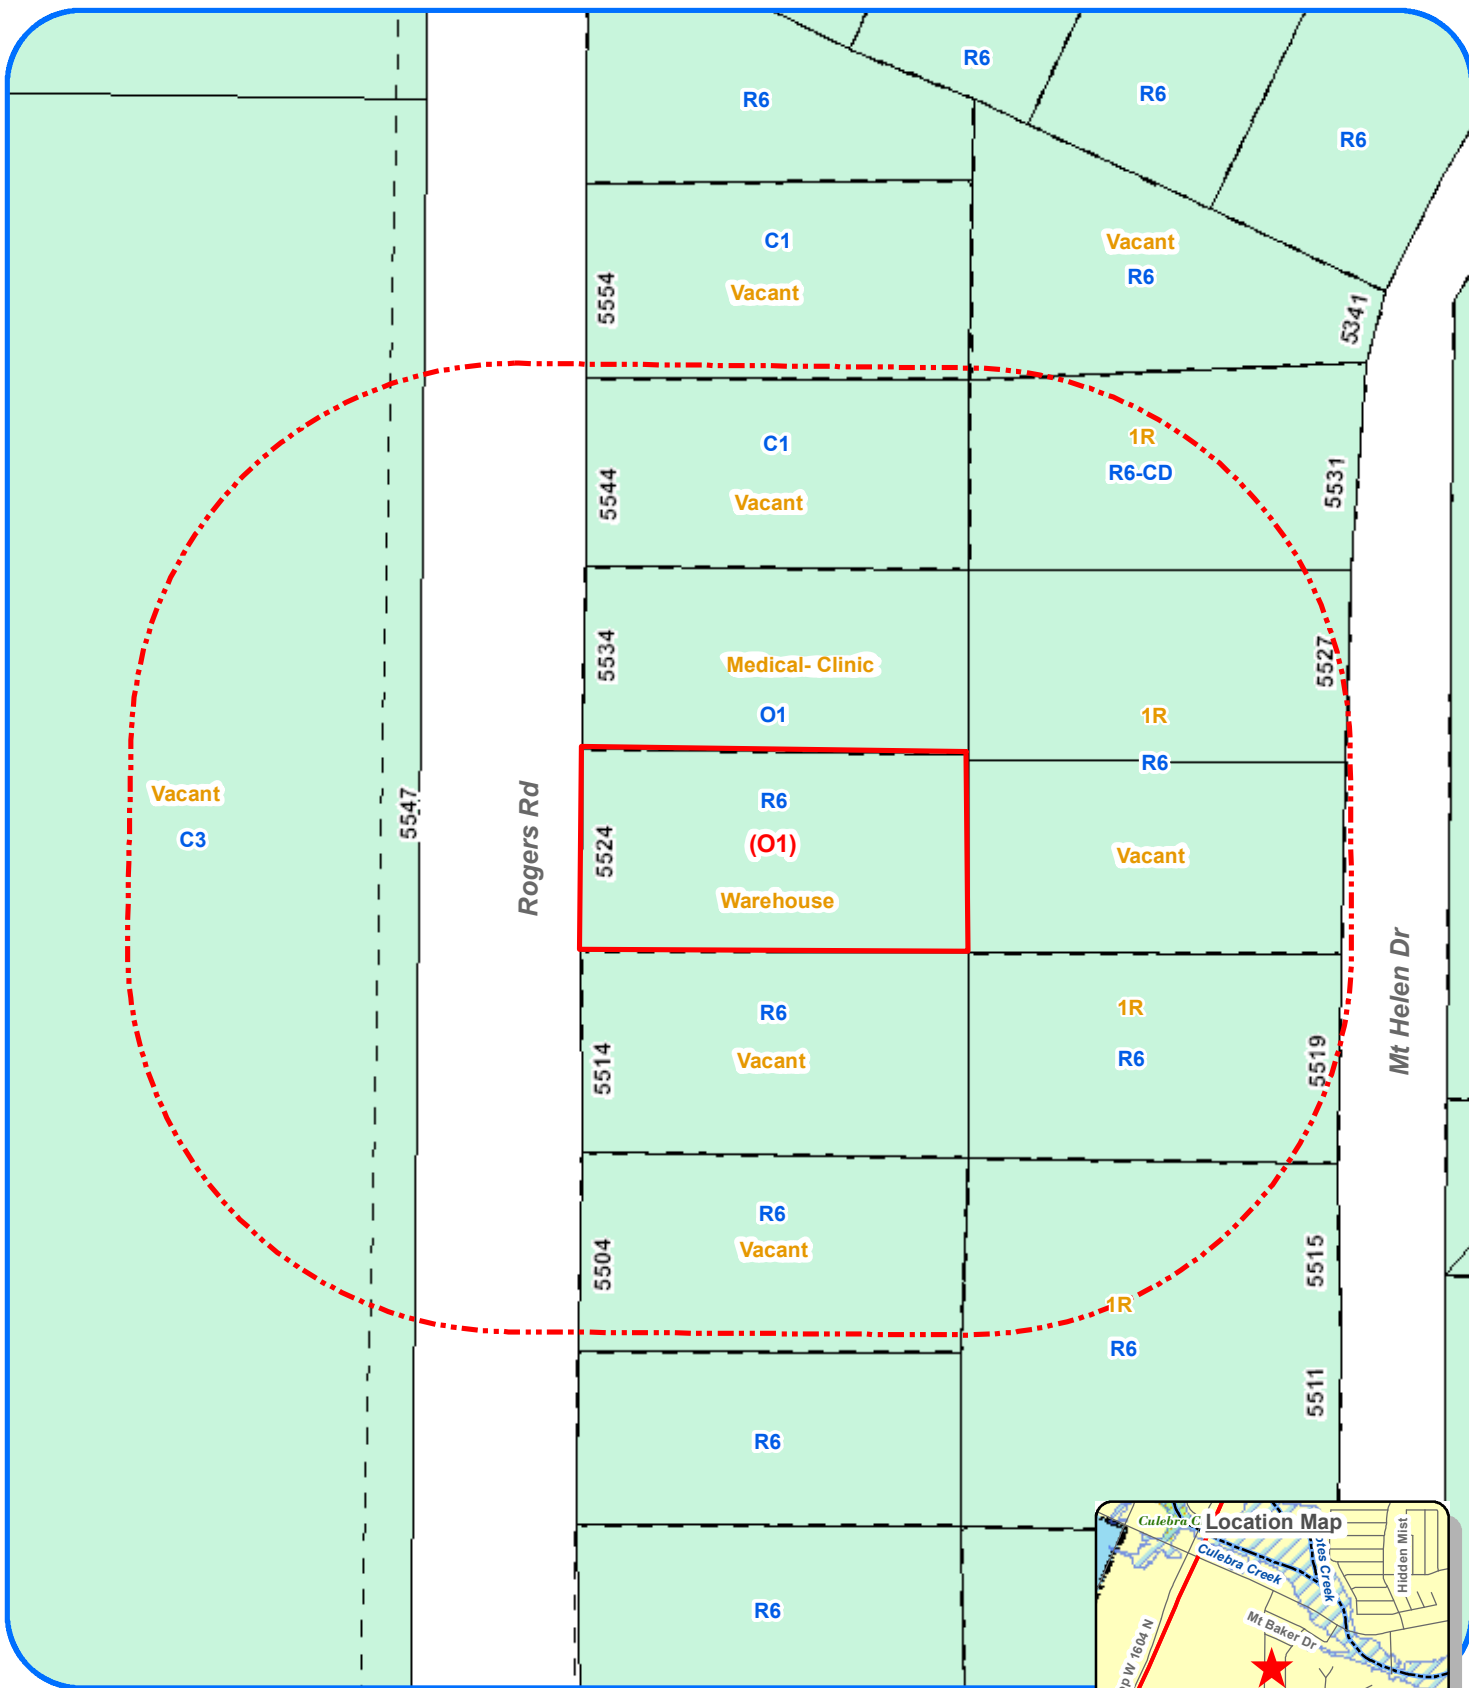 R6
R6
R6
R6
C1
Vacant
5554
Vacant
R6
5341
C1
Vacant
5544
1R
R6-CD
5531
5534
Medical- Clinic
O1
5527
1R
R6
Vacant
C3
5547
Rogers Rd
5524
R6
(O1)
Warehouse
Vacant
Mt Helen Dr
R6
Vacant
5514
1R
R6
5519
R6
Vacant
5504
5515
1R
R6
5511
R6
R6
Location Map
Culebra C
Culebra Creek
Creek
Hidden Mist
Mt Baker Dr
W 1604 N